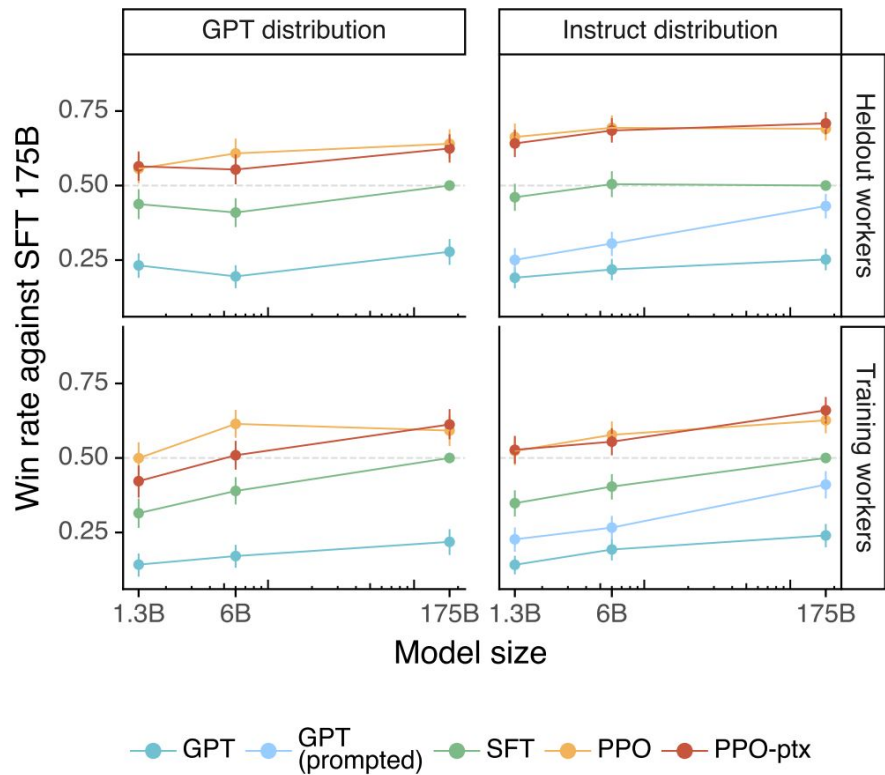 GPT distribution
Instruct distribution
Win rate against SFT 175B
0.75
0.50
0.25
Heldout workers
0.75
0.50
0.25
Training workers
1.3B 6B 175B
1.3B 6B 175B
Model size
GPT
GPT (prompted)
SFT
PPO
PPO-ptx